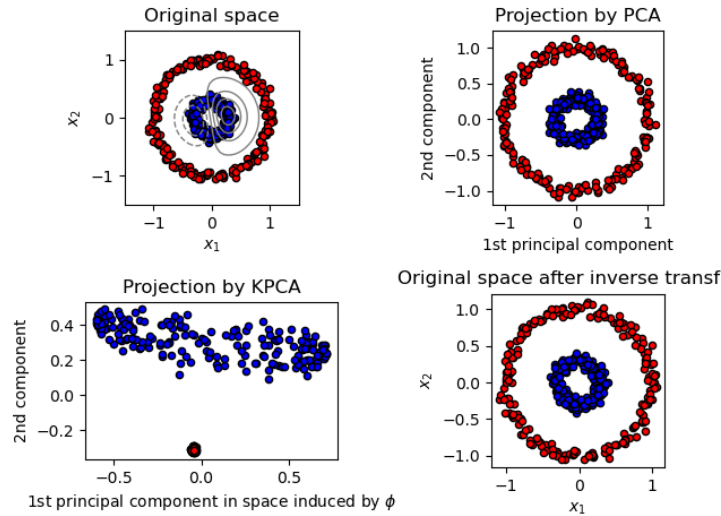 Original space
1
0
−1
x₂
−1 0 1
x₁
Projection by PCA
1.0
0.5
0.0
−0.5
−1.0
2nd component
−1 0 1
1st principal component
Projection by KPCA
0.4
0.2
0.0
−0.2
2nd component
−0.5 0.0 0.5
1st principal component in space induced by ϕ
Original space after inverse transf
1.0
0.5
0.0
−0.5
−1.0
x₂
−1 0 1
x₁